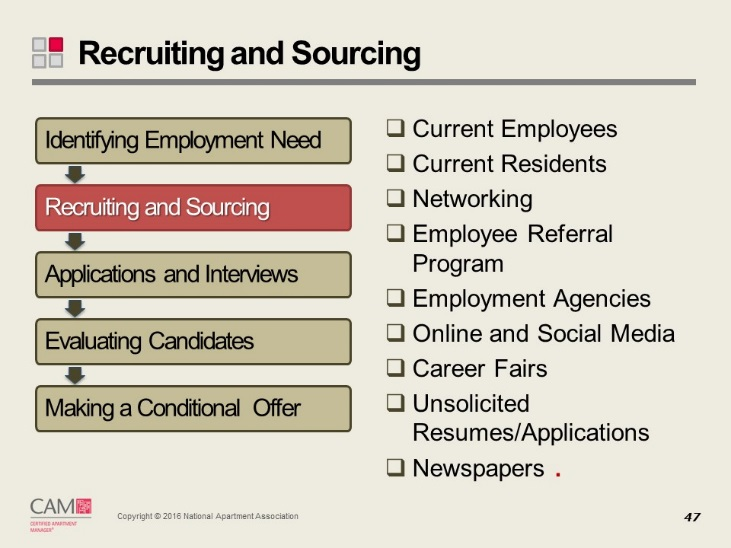 Recruiting and Sourcing
Identifying Employment Need
Recruiting and Sourcing
Applications and Interviews
Evaluating Candidates
Making a Conditional Offer
Current Employees
Current Residents
Networking
Employee Referral
Program
Employment Agencies
Online and Social Media
Career Fairs
Unsolicited
Resumes/Applications
Newspapers .
CAM
CERTIFIED APARTMENT
MANAGER®
Copyright © 2016 National Apartment Association
47